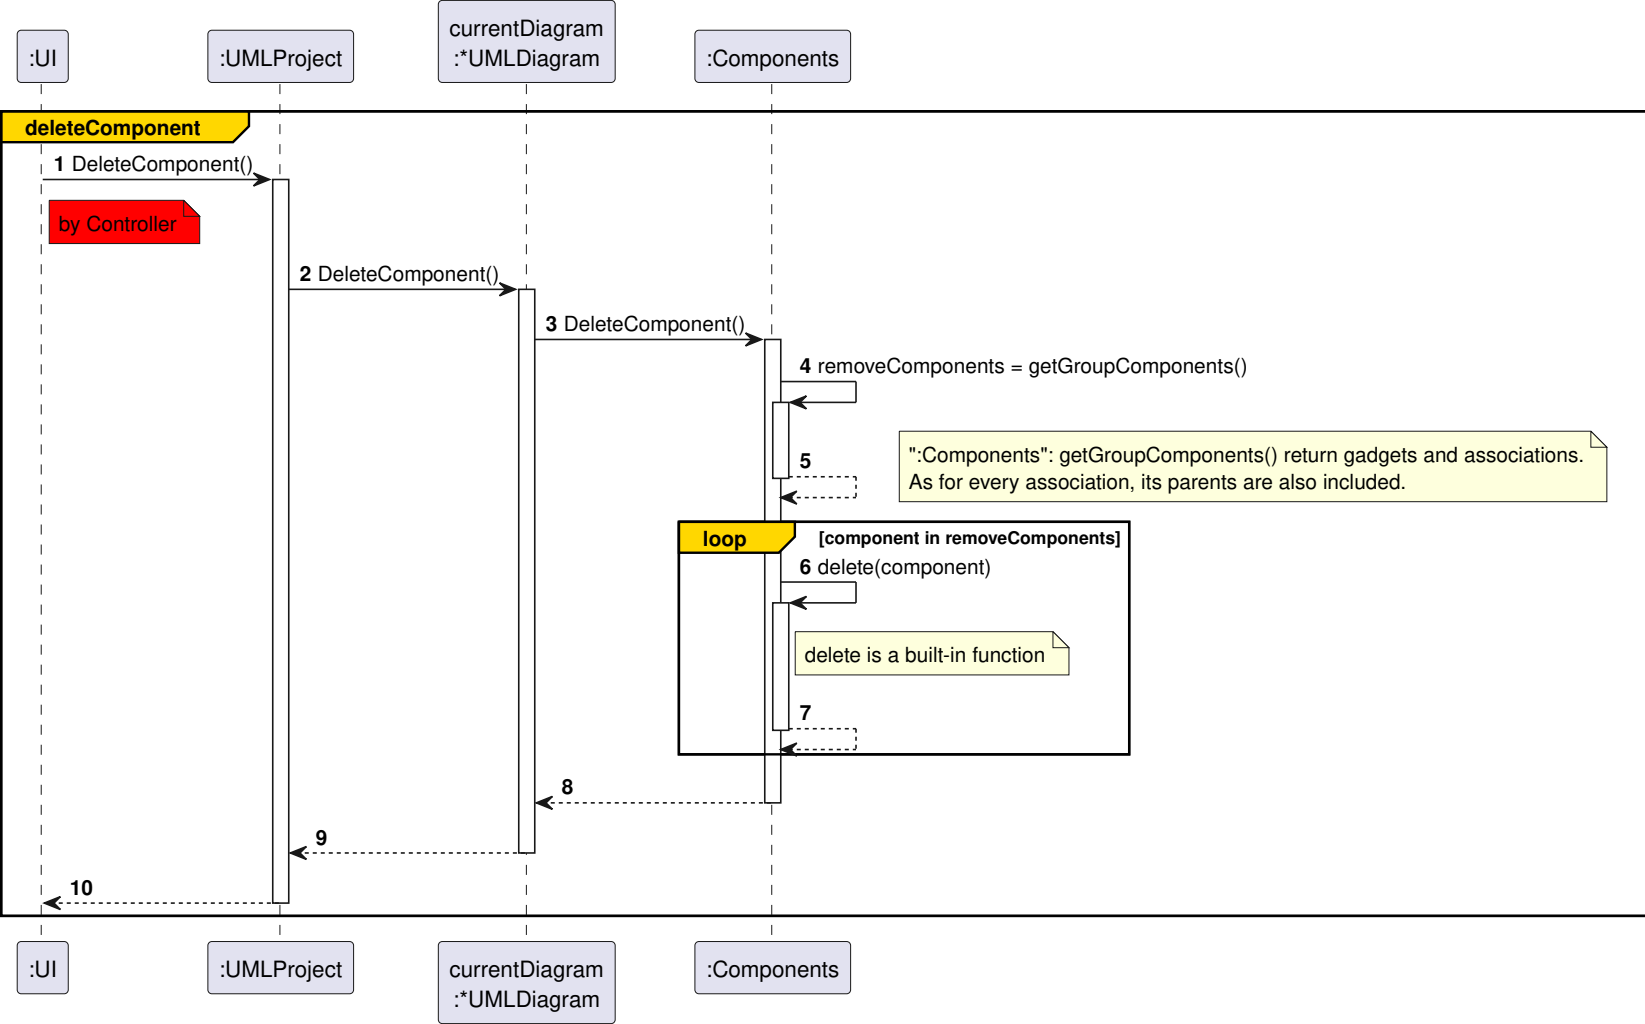 :UI
:UMLProject
currentDiagram
:*UMLDiagram
:Components
deleteComponent
1 DeleteComponent()
by Controller
2 DeleteComponent()
3 DeleteComponent()
4 removeComponents = getGroupComponents()
":Components": getGroupComponents() return gadgets and associations.
As for every association, its parents are also included.
5
loop
[component in removeComponents]
6 delete(component)
delete is a built-in function
7
8
9
10
:UI
:UMLProject
currentDiagram
:*UMLDiagram
:Components